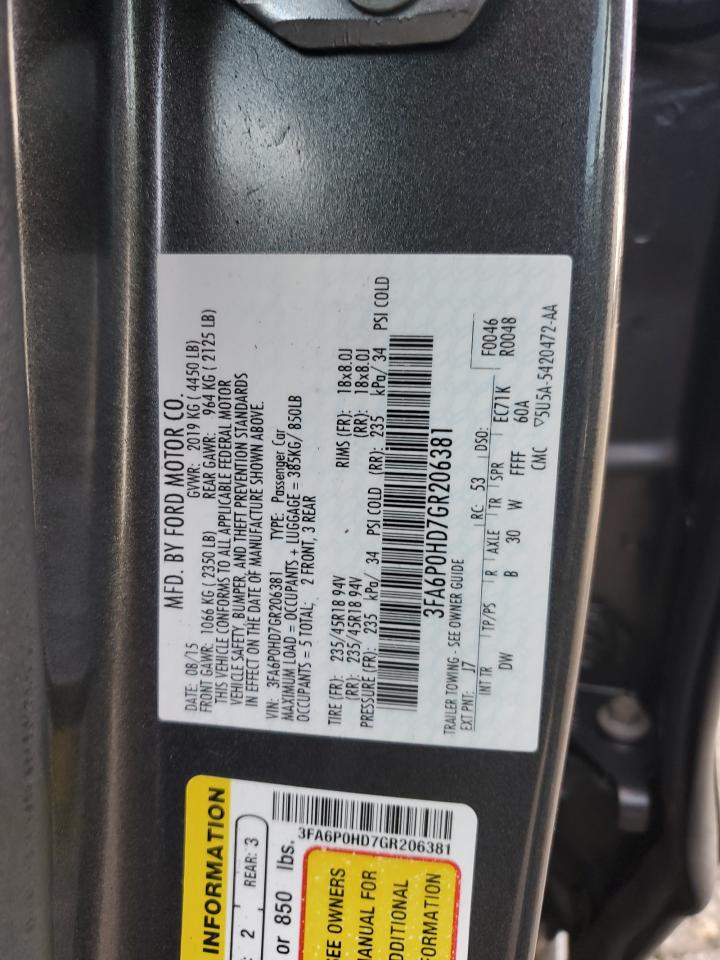 MFD. BY FORD MOTOR CO.
DATE: 08/15 GVWR: 2019 KG ( 4450 LB)
FRONT GAWR: 1066 KG ( 2350 LB) REAR GAWR: 964 KG ( 2125 LB)
THIS VEHICLE CONFORMS TO ALL APPLICABLE FEDERAL MOTOR
VEHICLE SAFETY, BUMPER, AND THEFT PREVENTION STANDARDS
IN EFFECT ON THE DATE OF MANUFACTURE SHOWN ABOVE.
VIN: 3FA6P0HD7GR206381 TYPE: Passenger Car
MAXIMUM LOAD = OCCUPANTS + LUGGAGE = 385KG/ 850LB
OCCUPANTS = 5 TOTAL: 2 FRONT, 3 REAR
TIRE (FR): 235/45R18 94V RIMS (FR): 18x8.0J
(RR): 235/45R18 94V (RR): 18x8.0J
PRESSURE (FR): 235 kPa/ 34 PSI COLD (RR): 235 kPa/ 34 PSI COLD
3FA6P0HD7GR206381
TRAILER TOWING - SEE OWNER GUIDE
EXT PNT: J7 RC: 53 DSO: F0046
R0048
INT TR TP/PS R AXLE TR SPR EC71K
DW B 30 W FFFF 60A
CMC ▽5U5A-5420472-AA
INFORMATION
: 2 REAR: 3
or 850 lbs.
3FA6P0HD7GR206381
SEE OWNERS
MANUAL FOR
ADDITIONAL
INFORMATION